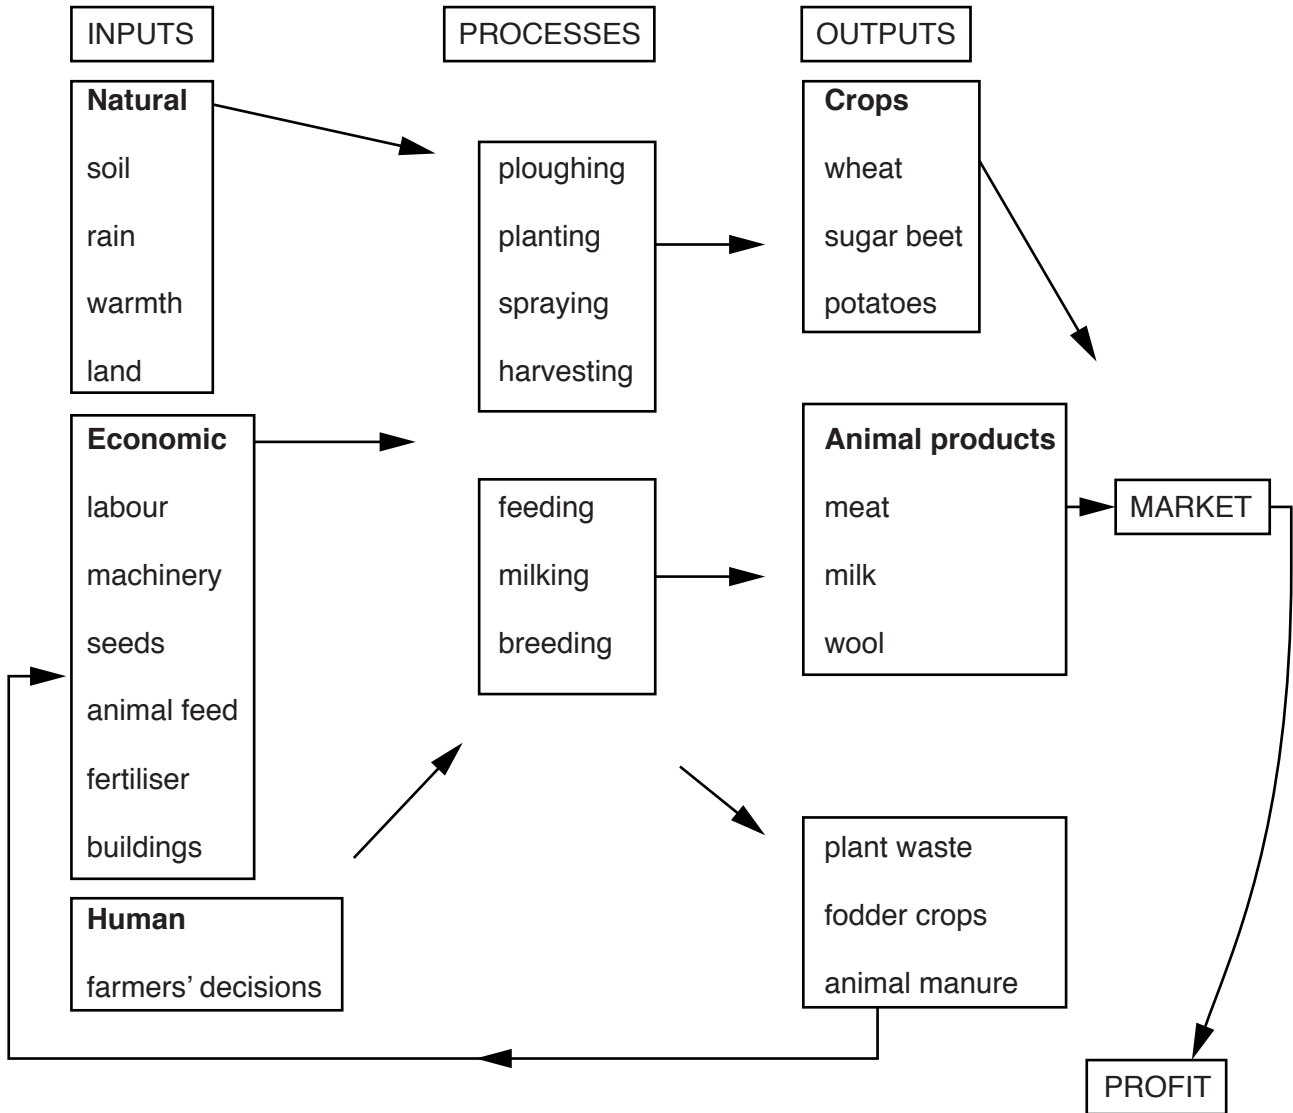 INPUTS
PROCESSES
OUTPUTS
Natural
soil
rain
warmth
land
Economic
labour
machinery
seeds
animal feed
fertiliser
buildings
Human
farmers’ decisions
ploughing
planting
spraying
harvesting
feeding
milking
breeding
Crops
wheat
sugar beet
potatoes
Animal products
meat
milk
wool
plant waste
fodder crops
animal manure
MARKET
PROFIT